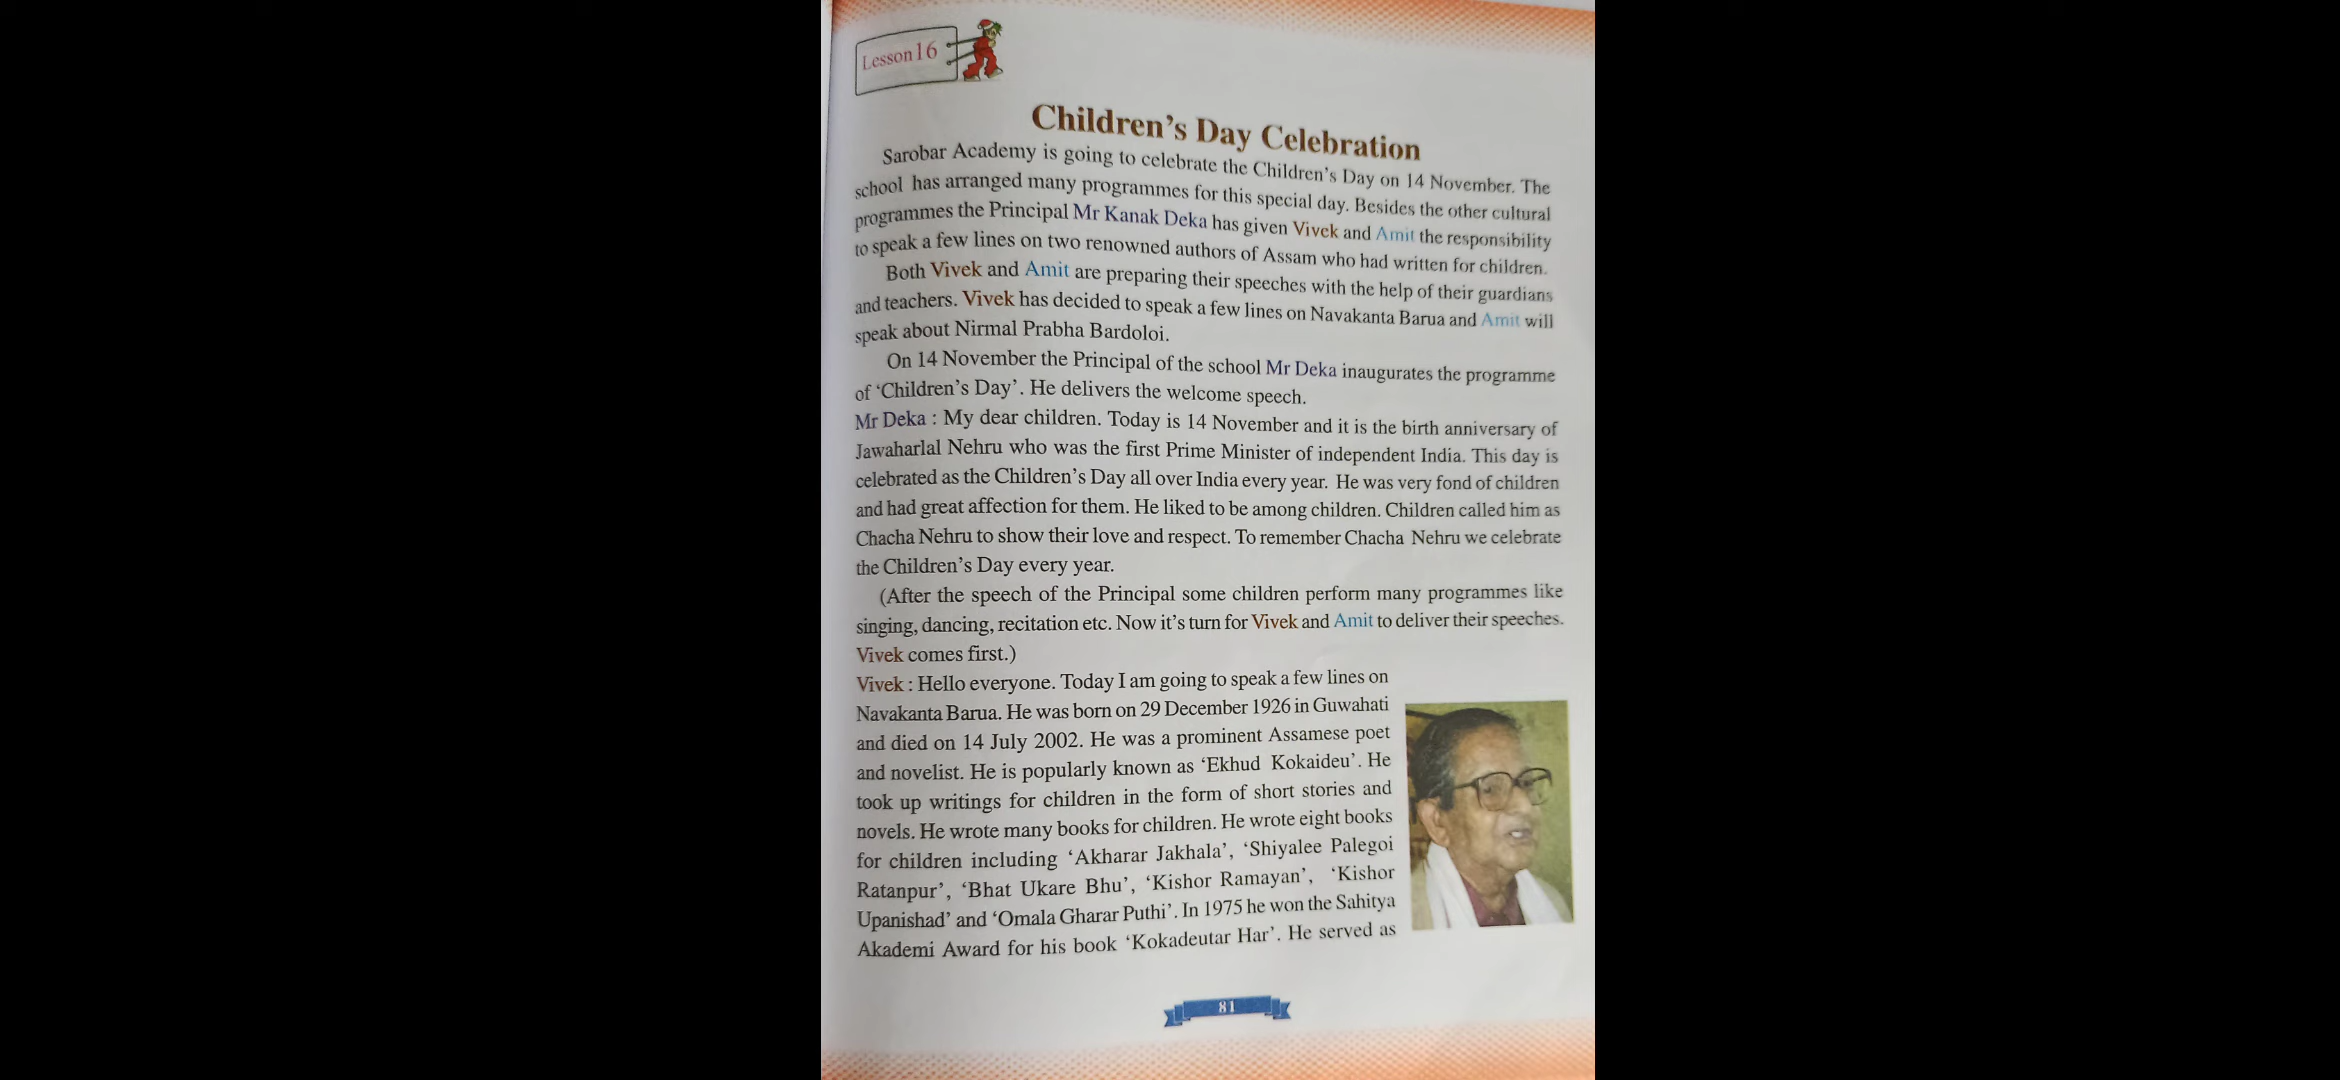 Lesson 16
Children's Day Celebration
Sarobar Academy is going to celebrate the Children's Day on 14 November. The
school has arranged many programmes for this special day. Besides the other cultural
programmes the Principal Mr Kanak Deka has given Vivek and Amit the responsibility
to speak a few lines on two renowned authors of Assam who had written for children.
Both Vivek and Amit are preparing their speeches with the help of their guardians
and teachers. Vivek has decided to speak a few lines on Navakanta Barua and Amit will
speak about Nirmal Prabha Bardoloi.
On 14 November the Principal of the school Mr Deka inaugurates the programme
of 'Children's Day'. He delivers the welcome speech.
Mr Deka : My dear children. Today is 14 November and it is the birth anniversary of
Jawaharlal Nehru who was the first Prime Minister of independent India. This day is
celebrated as the Children's Day all over India every year. He was very fond of children
and had great affection for them. He liked to be among children. Children called him as
Chacha Nehru to show their love and respect. To remember Chacha Nehru we celebrate
the Children's Day every year.
(After the speech of the Principal some children perform many programmes like
singing, dancing, recitation etc. Now it's turn for Vivek and Amit to deliver their speeches.
Vivek comes first.)
Vivek : Hello everyone. Today I am going to speak a few lines on
Navakanta Barua. He was born on 29 December 1926 in Guwahati
and died on 14 July 2002. He was a prominent Assamese poet
and novelist. He is popularly known as 'Ekhud Kokaideu'. He
took up writings for children in the form of short stories and
novels. He wrote many books for children. He wrote eight books
for children including 'Akharar Jakhala', 'Shiyalee Palegoi
Ratanpur', 'Bhat Ukare Bhu', 'Kishor Ramayan', 'Kishor
Upanishad' and 'Omala Gharar Puthi'. In 1975 he won the Sahitya
Akademi Award for his book 'Kokadeutar Har'. He served as
81